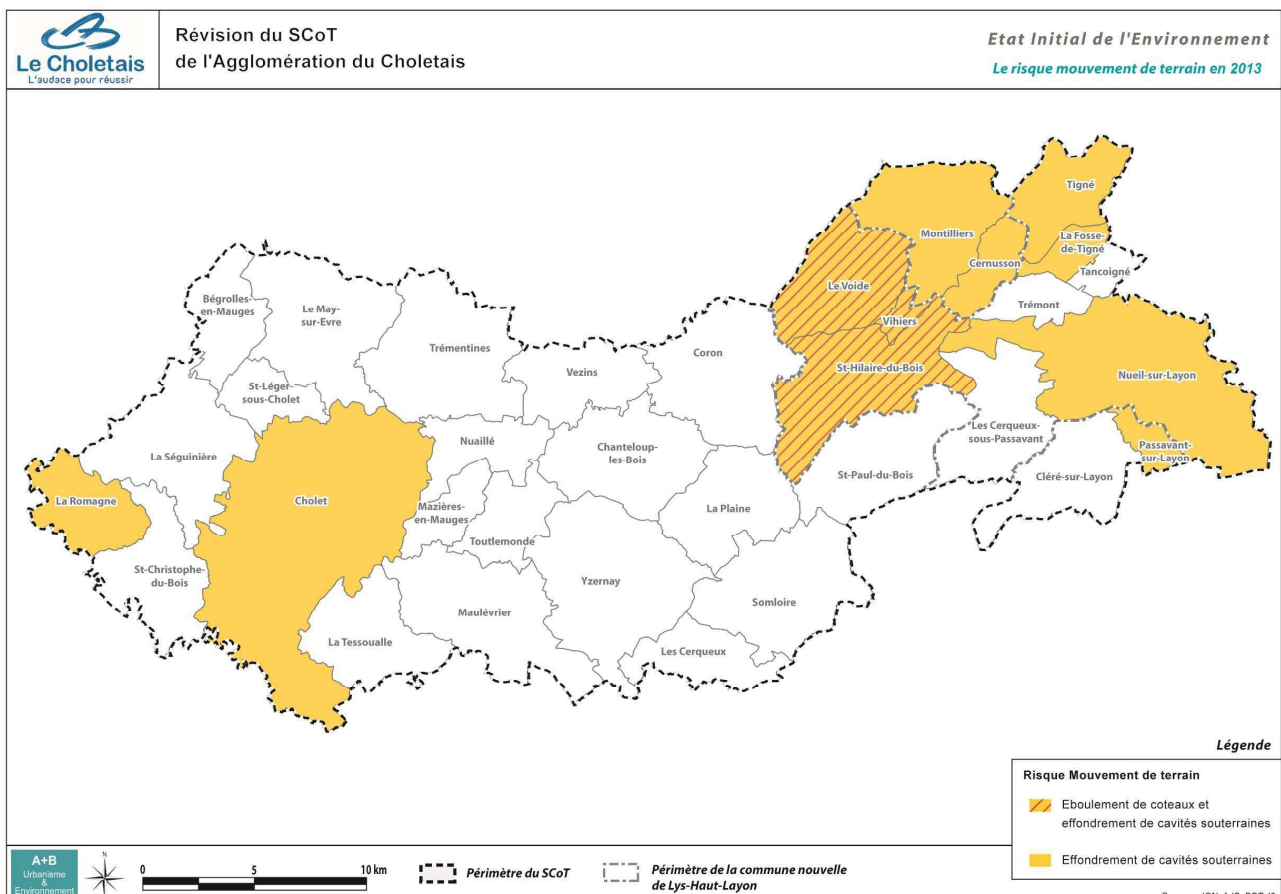 Le Choletais
L'audace pour réussir
Révision du SCoT
de l'Agglomération du Choletais
Etat Initial de l'Environnement
Le risque mouvement de terrain en 2013
Tigné
Montilliers
La Fosse-
de-Tigné
Cernusson
Tancoigné
Le Voide
Trémont
Bégrolles-
en-Mauges
Le May-
sur-Evre
Vihiers
Trémentines
Coron
Vezins
St-Hilaire-du-Bois
Nueil-sur-Layon
St-Léger-
sous-Cholet
Les Cerqueux-
sous-Passavant
Nuaillé
Chanteloup-
les-Bois
Passavant-
sur-Layon
La Séguinière
St-Paul-du-Bois
Cléré-sur-Layon
La Romagne
Cholet
Mazières-
en-Mauges
La Plaine
Toutlemonde
St-Christophe-
du-Bois
Yzernay
Somloire
Maulévrier
La Tessoualle
Les Cerqueux
Légende
Risque Mouvement de terrain
Eboulement de coteaux et
effondrement de cavités souterraines
Effondrement de cavités souterraines
A+B
Urbanisme
&
Environnement
N
0 5 10 km
Périmètre du SCoT
Périmètre de la commune nouvelle
de Lys-Haut-Layon